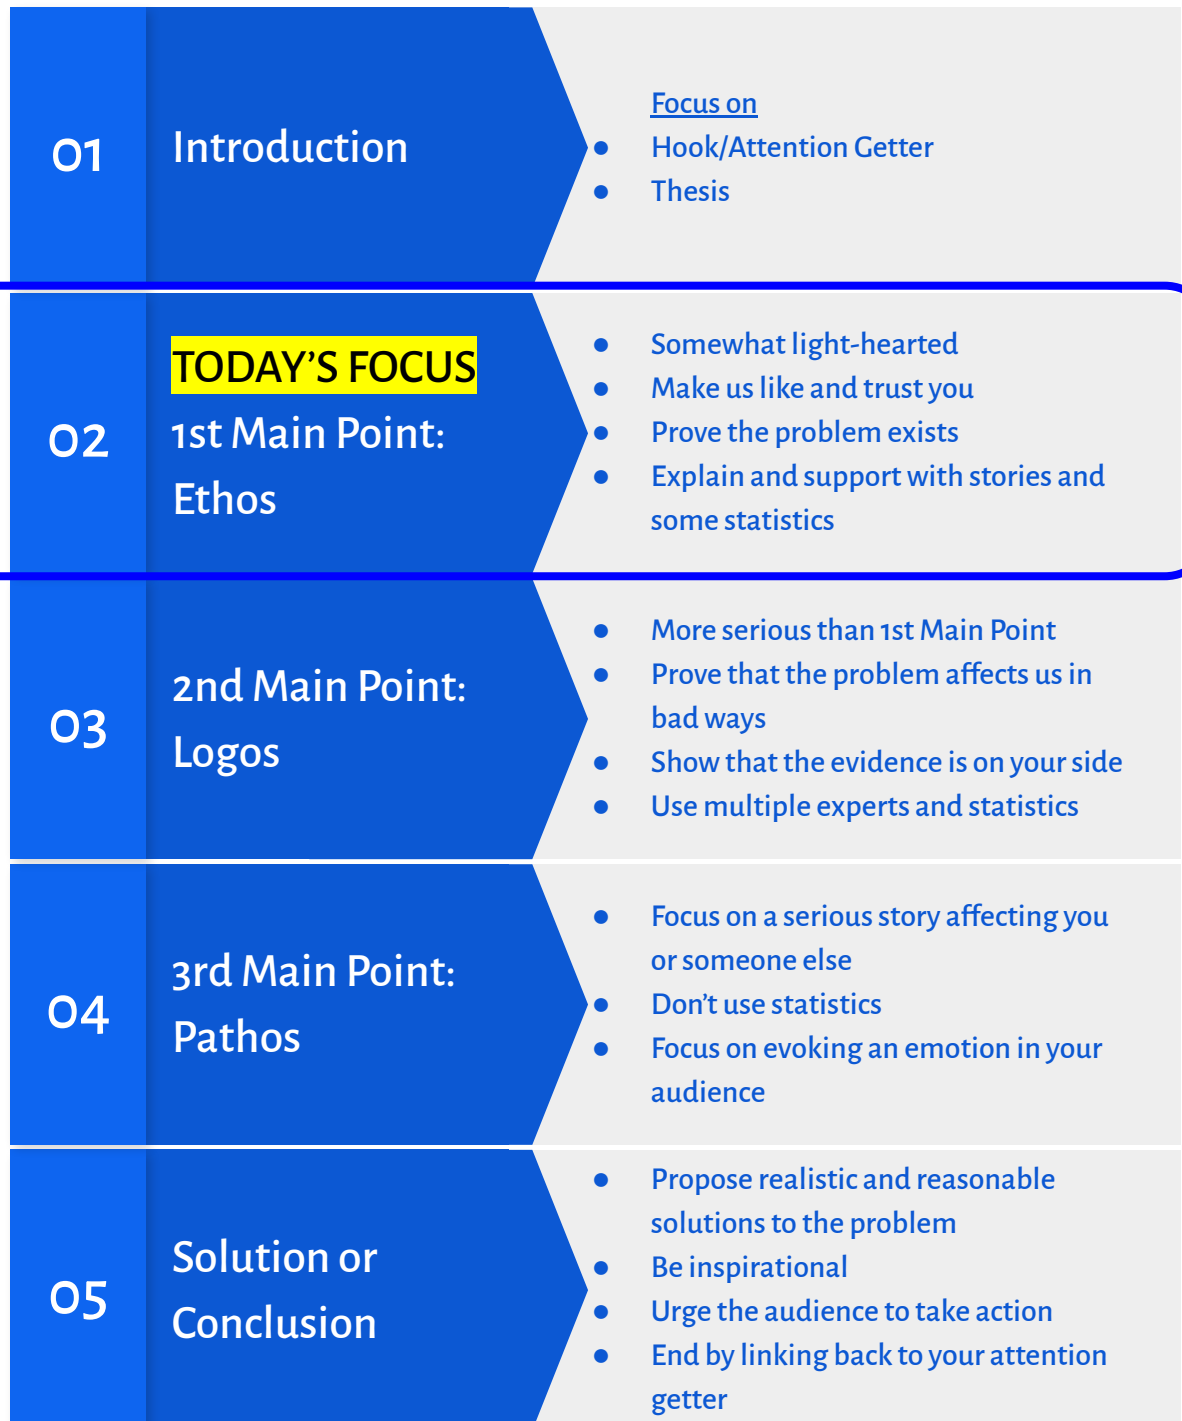 01
Introduction
Focus on
● Hook/Attention Getter
● Thesis
02
TODAY’S FOCUS
1st Main Point:
Ethos
● Somewhat light-hearted
● Make us like and trust you
● Prove the problem exists
● Explain and support with stories and
some statistics
03
2nd Main Point:
Logos
● More serious than 1st Main Point
● Prove that the problem affects us in
bad ways
● Show that the evidence is on your side
● Use multiple experts and statistics
04
3rd Main Point:
Pathos
● Focus on a serious story affecting you
or someone else
● Don’t use statistics
● Focus on evoking an emotion in your
audience
05
Solution or
Conclusion
● Propose realistic and reasonable
solutions to the problem
● Be inspirational
● Urge the audience to take action
● End by linking back to your attention
getter